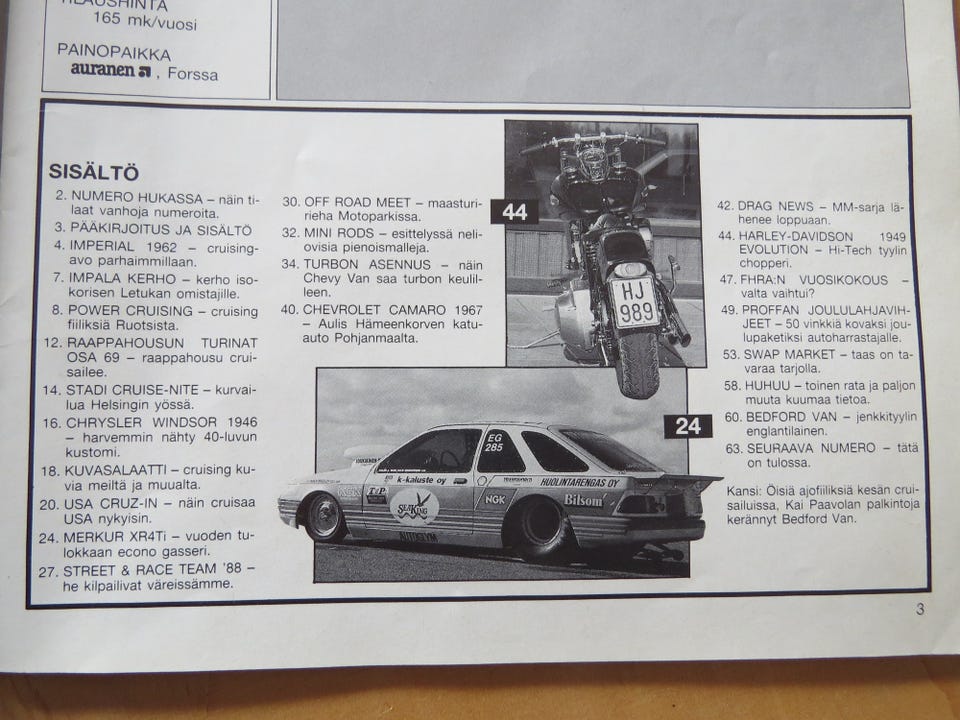 165 mk/vuosi
PAINOPAIKKA
auranen, Forssa
SISÄLTÖ
2. NUMERO HUKASSA – näin ti-
laat vanhoja numeroita.
3. PÄÄKIRJOITUS JA SISÄLTÖ
4. IMPERIAL 1962 – cruising-
avo parhaimmillaan.
7. IMPALA KERHO – kerho iso-
korisen Letukan omistajille.
8. POWER CRUISING – cruising
fiiliksiä Ruotsista.
12. RAAPPAHOUSUN TURINAT
OSA 69 – raappahousu crui-
sailee.
14. STADI CRUISE-NITE – kurvai-
lua Helsingin yössä.
16. CHRYSLER WINDSOR 1946
– harvemmin nähty 40-luvun
kustomi.
18. KUVASALAATTI – cruising ku-
via meiltä ja muualta.
20. USA CRUZ-IN – näin cruisaa
USA nykyisin.
24. MERKUR XR4Ti – vuoden tu-
lokkaan econo gasseri.
27. STREET & RACE TEAM '88 –
he kilpailivat väreissämme.
30. OFF ROAD MEET – maasturi-
rieha Motoparkissa.
32. MINI RODS – esittelyssä neli-
ovisia pienoismalleja.
34. TURBON ASENNUS – näin
Chevy Van saa turbon keulil-
leen.
40. CHEVROLET CAMARO 1967
– Aulis Hämeenkorven katu-
auto Pohjanmaalta.
44
HJ
989
24
EG
285
k-kaluste oy
HUOLINTARENGAS OY
T&P
SEAKING
NGK
Bilsom
AUTOGLYM
42. DRAG NEWS – MM-sarja lä-
henee loppuaan.
44. HARLEY-DAVIDSON 1949
EVOLUTION – Hi-Tech tyylin
chopperi.
47. FHRA:N VUOSIKOKOUS –
valta vaihtui?
49. PROFFAN JOULULAHJAVIH-
JEET – 50 vinkkiä kovaksi jou-
lupaketiksi autoharrastajalle.
53. SWAP MARKET – taas on ta-
varaa tarjolla.
58. HUHUU – toinen rata ja paljon
muuta kuumaa tietoa.
60. BEDFORD VAN – jenkkityylin
englantilainen.
63. SEURAAVA NUMERO – tätä
on tulossa.
Kansi: Öisiä ajofiiliksiä kesän crui-
sailuissa, Kai Paavolan palkintoja
kerännyt Bedford Van.
3